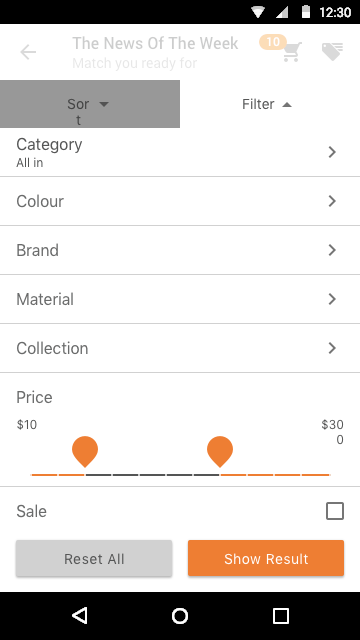 12:30
The News Of The Week
10
Match you ready for
Sor
t
Filter
Category
All in
Colour
Brand
Material
Collection
Price
$10
$30
0
Sale
Reset All
Show Result